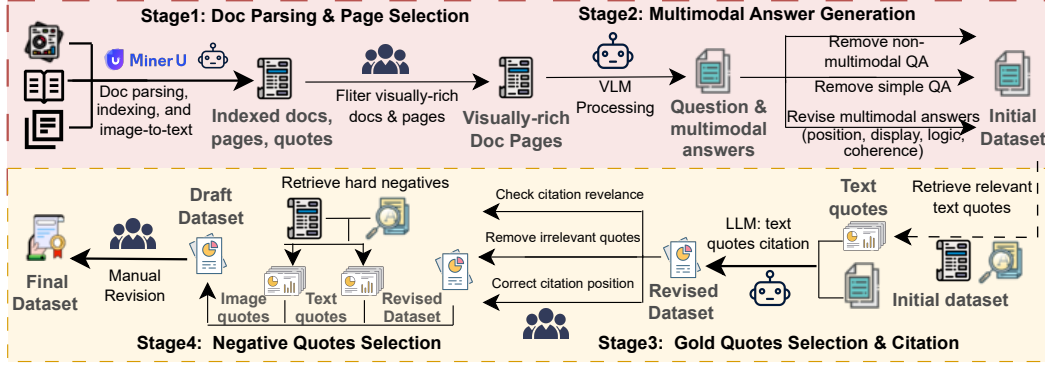 Stage1: Doc Parsing & Page Selection
Miner U
Doc parsing,
indexing, and
image-to-text
Indexed docs,
pages, quotes
Fliter visually-rich
docs & pages
Visually-rich
Doc Pages
Stage2: Multimodal Answer Generation
VLM
Processing
Question &
multimodal
answers
Remove non-
multimodal QA
Remove simple QA
Revise multimodal answers
(position, display, logic,
coherence)
Initial
Dataset
Retrieve relevant
text quotes
Text
quotes
Initial dataset
LLM: text
quotes citation
Revised
Dataset
Check citation revelance
Remove irrelevant quotes
Correct citation position
Stage3: Gold Quotes Selection & Citation
Retrieve hard negatives
Draft
Dataset
Image
quotes
Text
quotes
Revised
Dataset
Manual
Revision
Final
Dataset
Stage4: Negative Quotes Selection